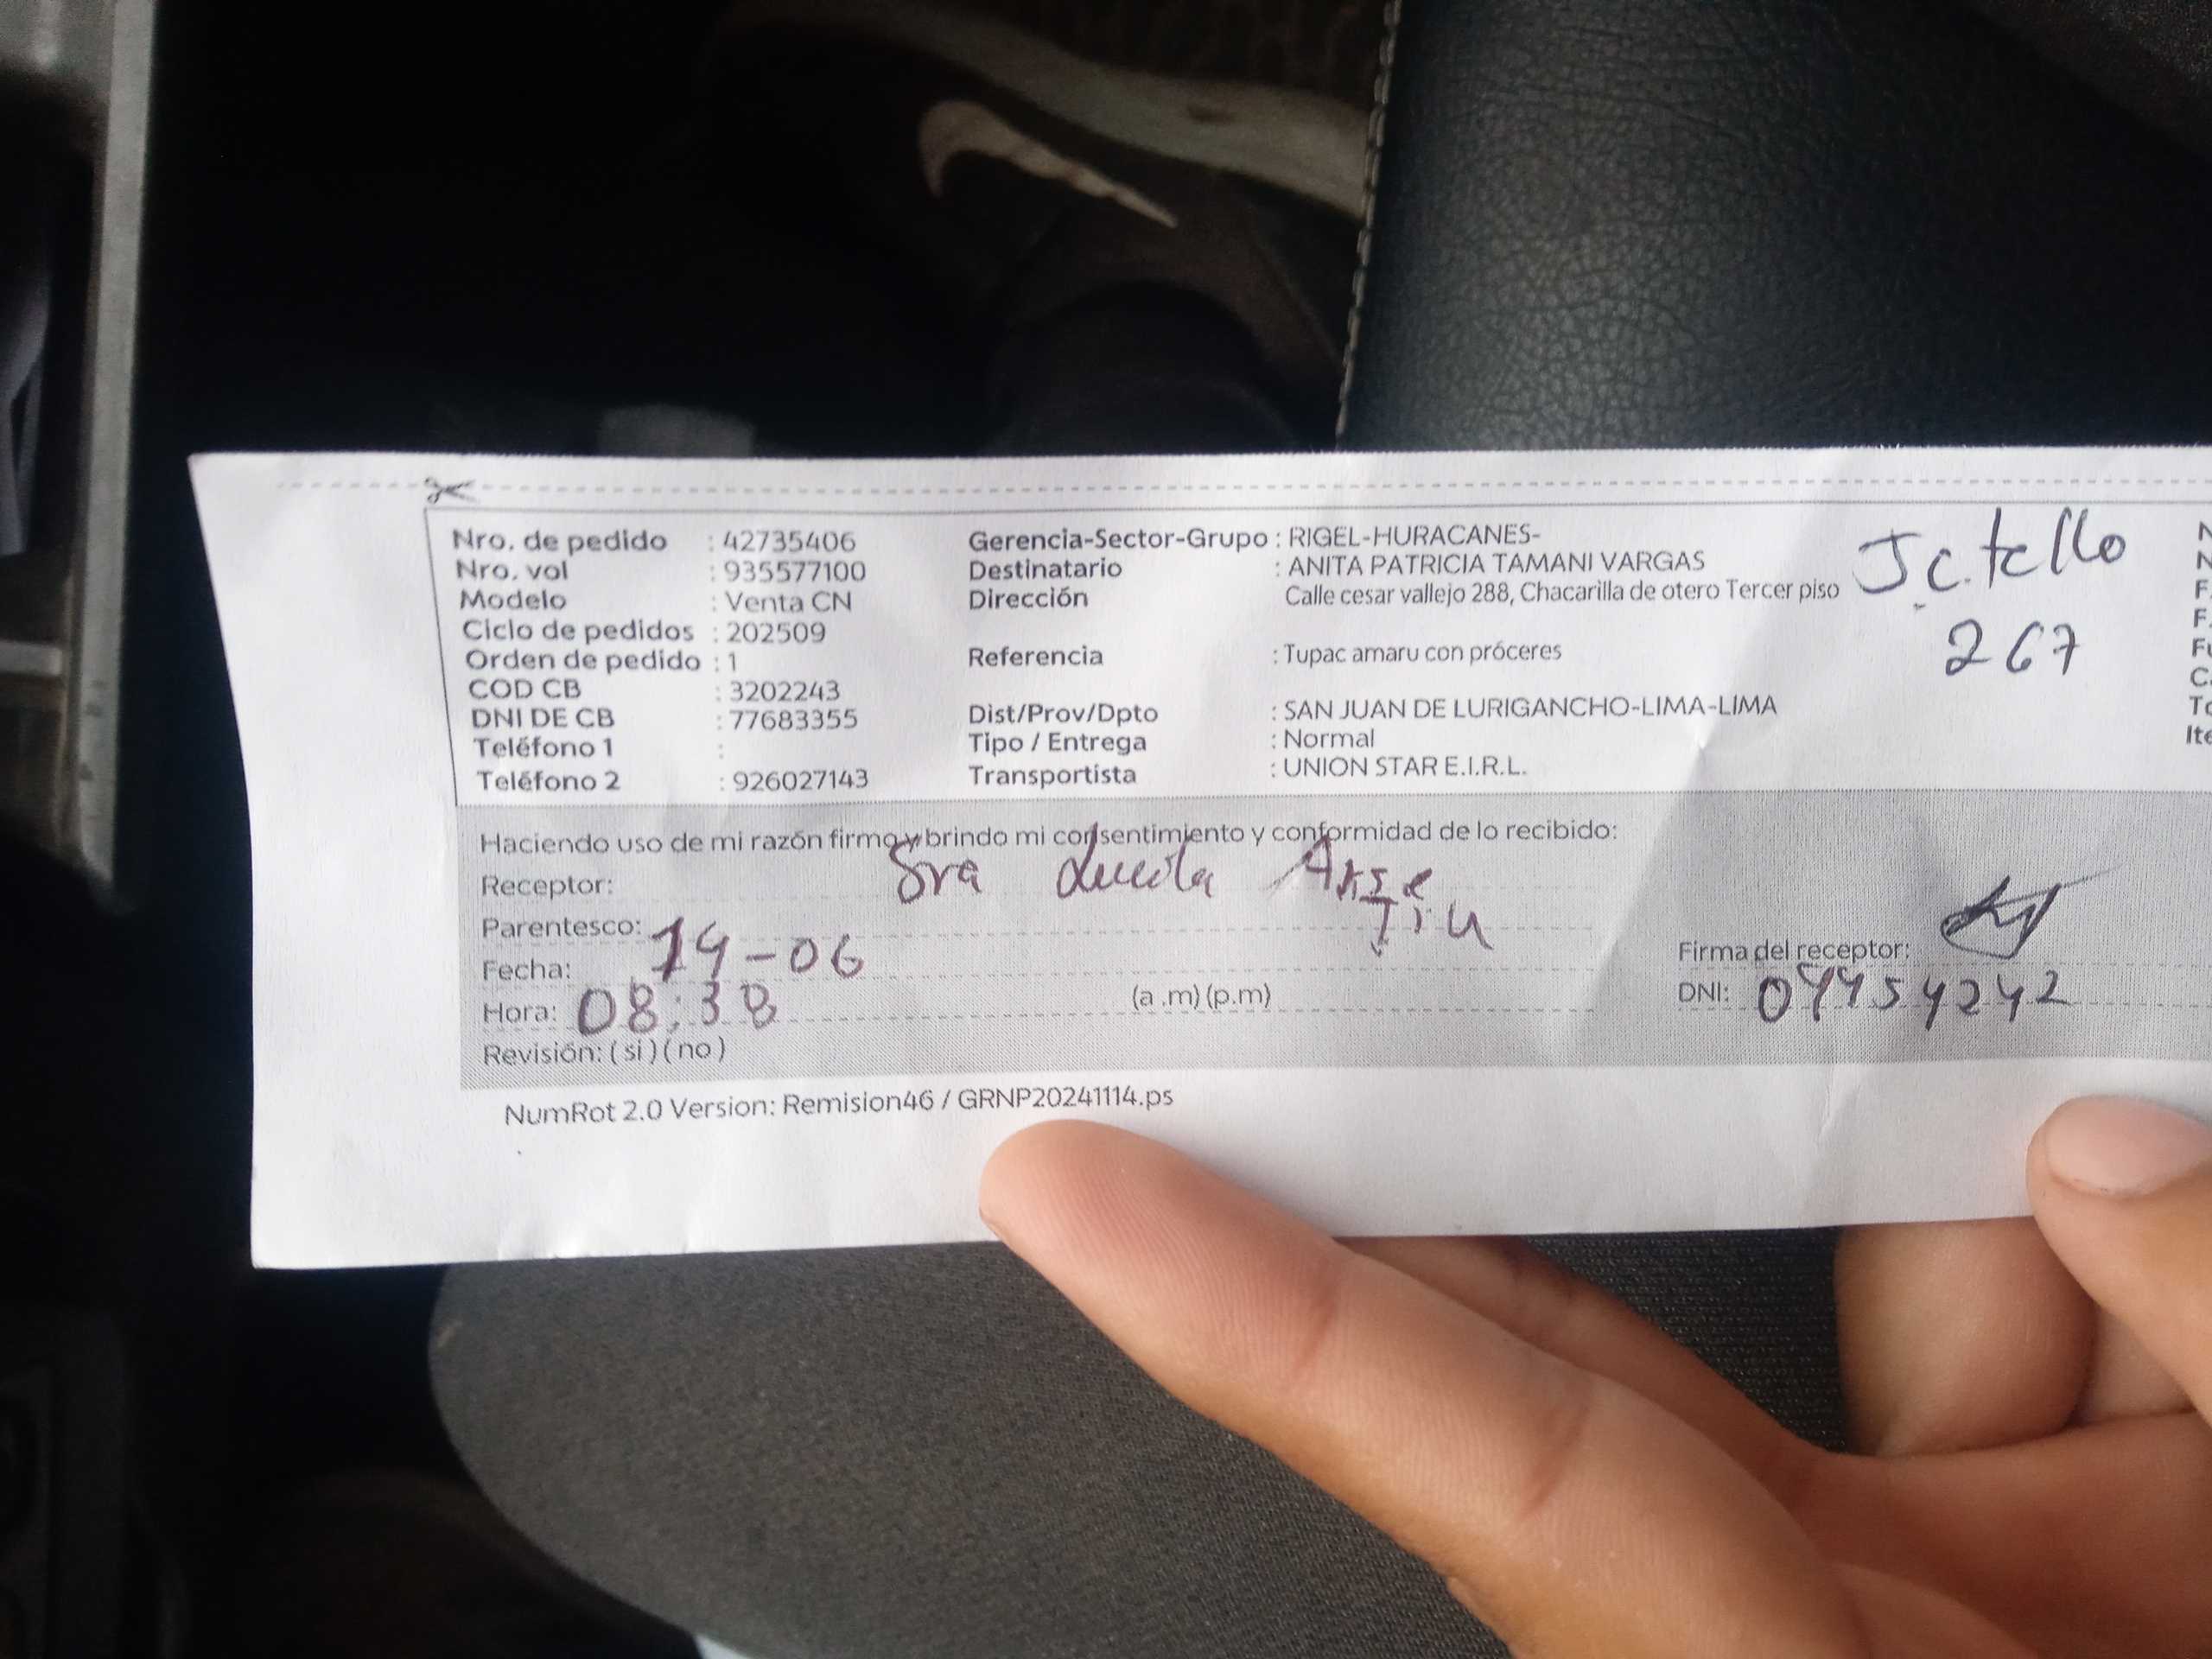 Nro. de pedido : 42735406
Nro. vol : 935577100
Modelo : Venta CN
Ciclo de pedidos : 202509
Orden de pedido : 1
COD CB : 3202243
DNI DE CB : 77683355
Teléfono 1 :
Teléfono 2 : 926027143
Gerencia-Sector-Grupo : RIGEL-HURACANES-
Destinatario : ANITA PATRICIA TAMANI VARGAS
Dirección Calle cesar vallejo 288, Chacarilla de otero Tercer piso
Referencia : Tupac amaru con próceres
Dist/Prov/Dpto : SAN JUAN DE LURIGANCHO-LIMA-LIMA
Tipo / Entrega : Normal
Transportista : UNION STAR E.I.R.L.
J.c. tello
267
Haciendo uso de mi razón firmo y brindo mi consentimiento y conformidad de lo recibido:
Receptor: Sra
Parentesco:
Fecha: 14-06
Hora: 08:38 (a .m) (p.m)
Revisión: ( si ) ( no )
Firma del receptor:
DNI:
NumRot 2.0 Version: Remision46 / GRNP20241114.ps